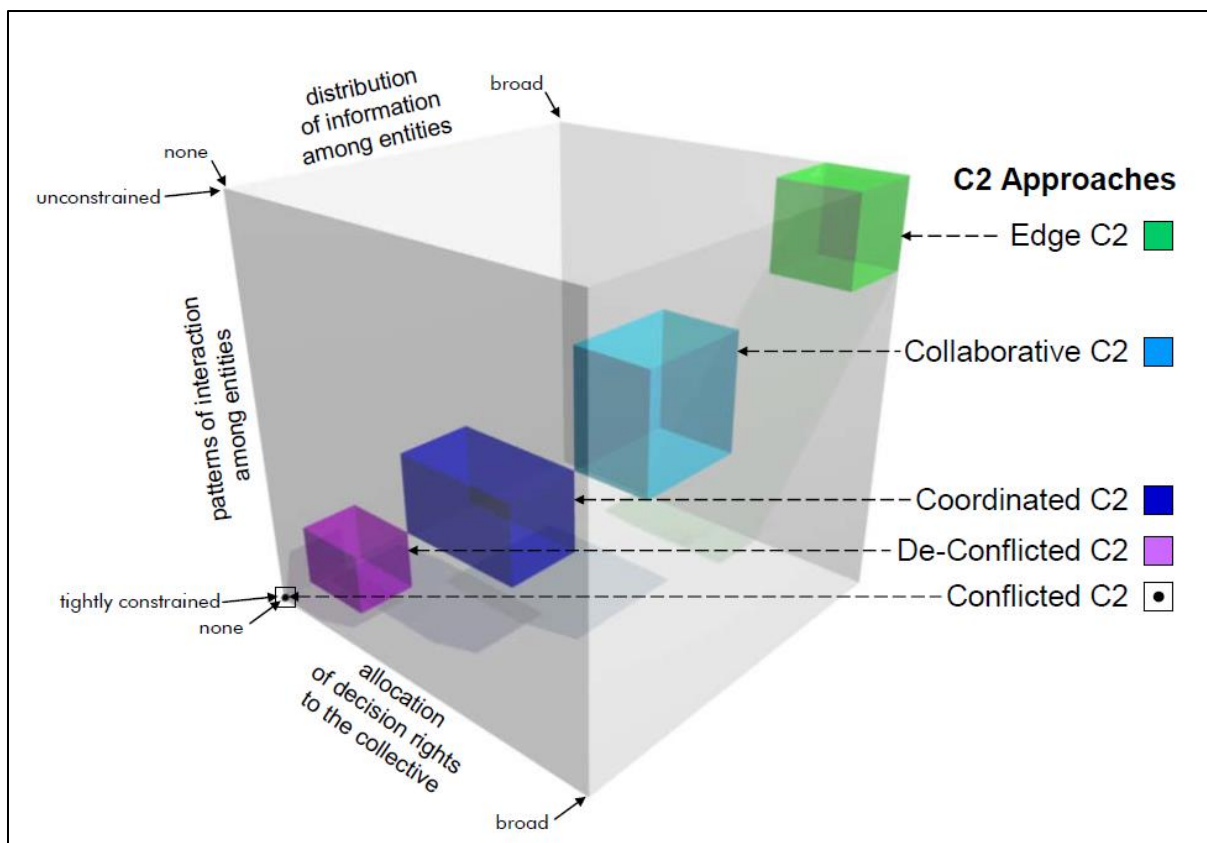 distribution
of information
among entities
broad
none
unconstrained
C2 Approaches
Edge C2
Collaborative C2
patterns of interaction
among entities
Coordinated C2
De-Conflicted C2
Conflicted C2
tightly constrained
none
allocation
of decision rights
to the collective
broad